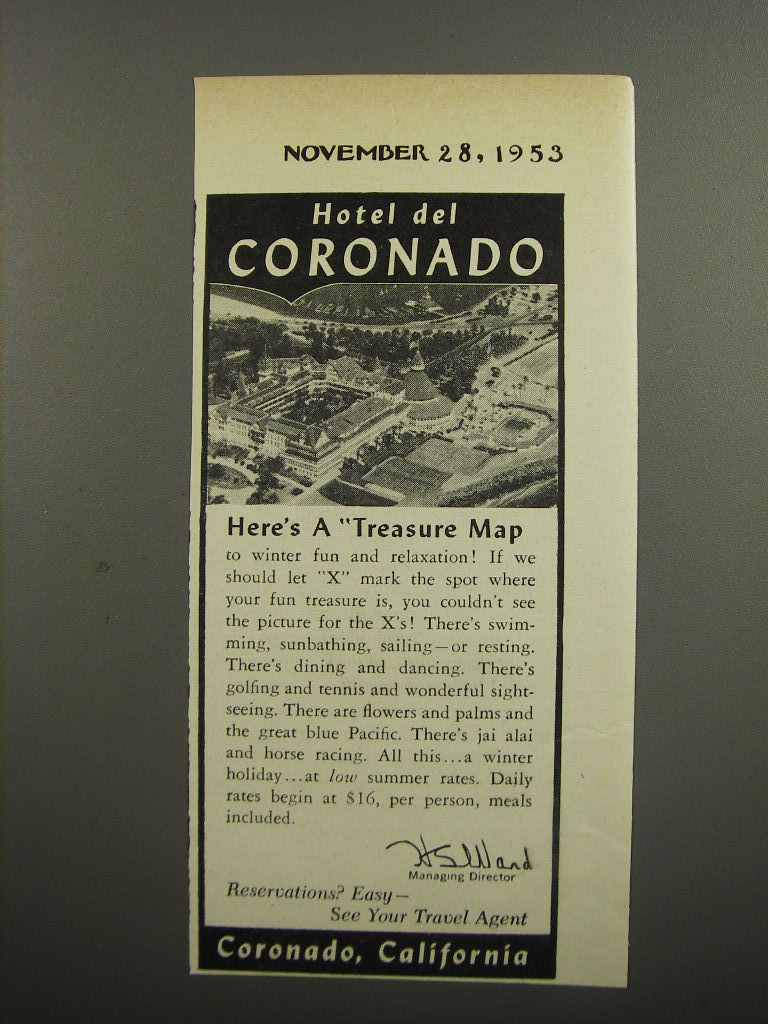 NOVEMBER 28, 1953
Hotel del
CORONADO
Here's A "Treasure Map
to winter fun and relaxation! If we
should let "X" mark the spot where
your fun treasure is, you couldn't see
the picture for the X's! There's swim-
ming, sunbathing, sailing—or resting.
There's dining and dancing. There's
golfing and tennis and wonderful sight-
seeing. There are flowers and palms and
the great blue Pacific. There's jai alai
and horse racing. All this...a winter
holiday...at low summer rates. Daily
rates begin at $16, per person, meals
included.
HSWard
Managing Director
Reservations? Easy—
See Your Travel Agent
Coronado, California